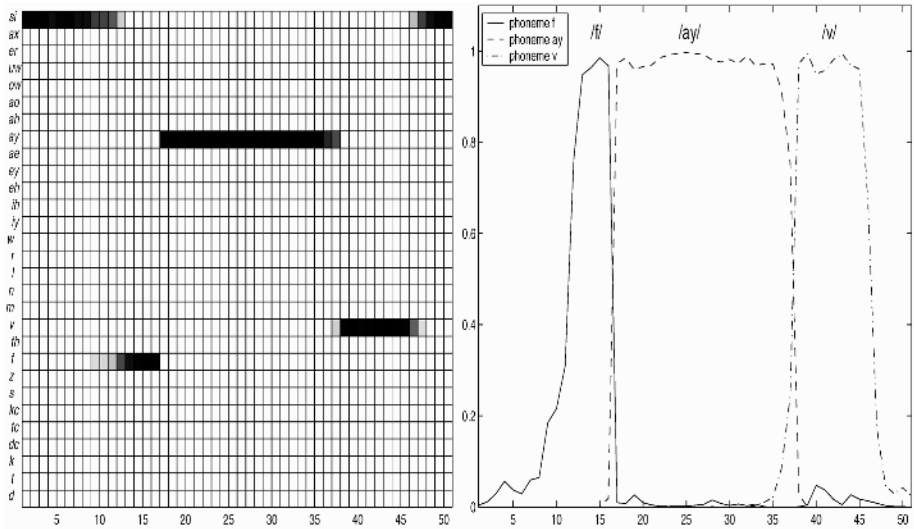 si
ax
er
uw
ow
ao
ah
ay
ae
ey
eh
ih
iy
w
r
l
n
m
v
th
f
z
s
kc
tc
dc
k
t
d
5 10 15 20 25 30 35 40 45 50
phoneme f
phoneme ay
phoneme v
/f/ /ay/ /v/
1
0.8
0.6
0.4
0.2
0
5 10 15 20 25 30 35 40 45 50